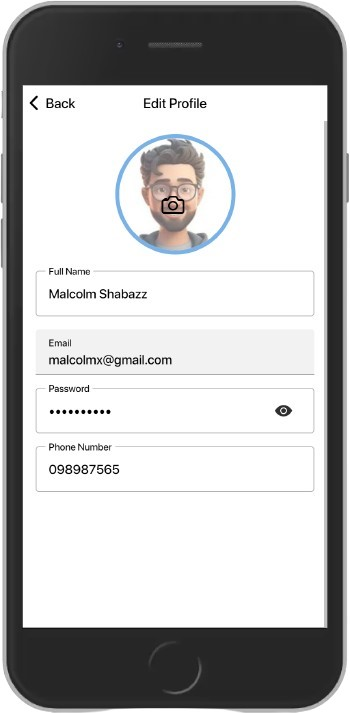 Back
Edit Profile
Full Name
Malcolm Shabazz
Email
malcolmx@gmail.com
Password
••••••••••
Phone Number
098987565